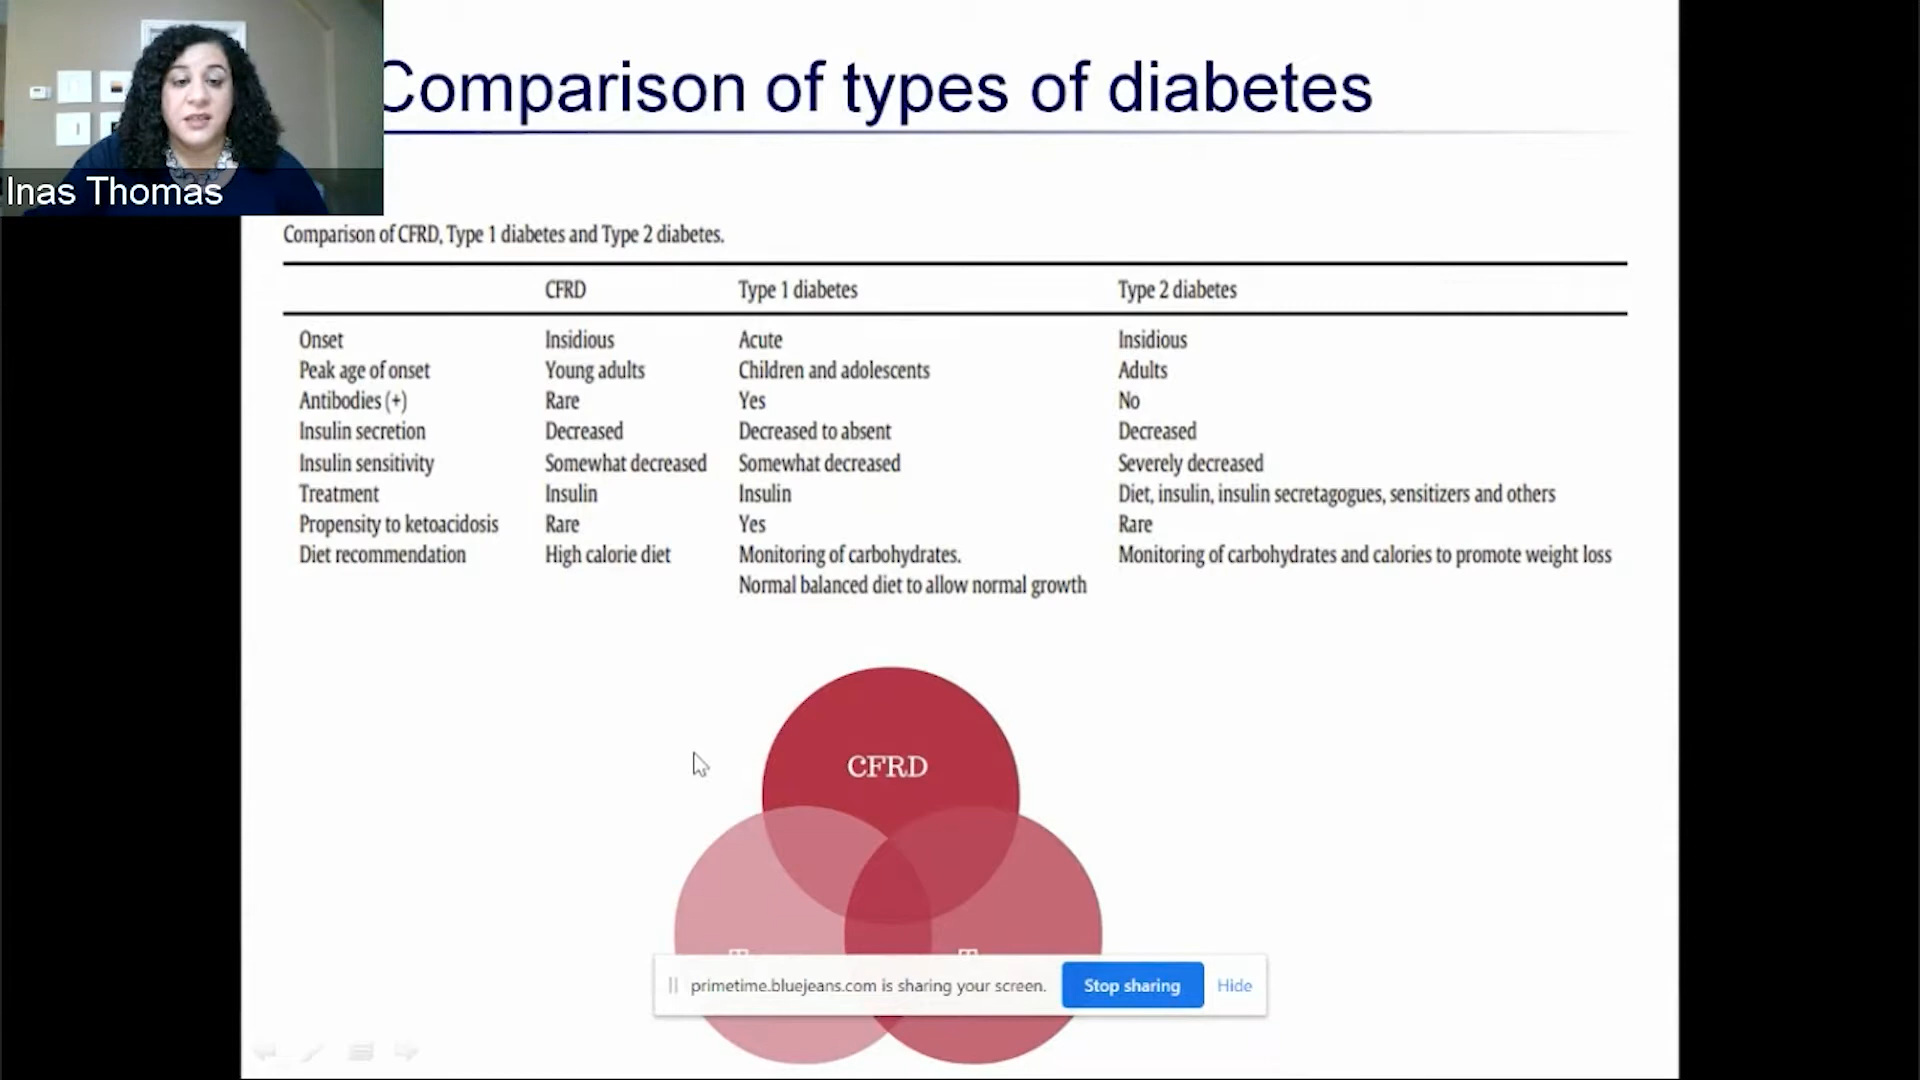 Comparison of types of diabetes
Inas Thomas
Comparison of CFRD, Type 1 diabetes and Type 2 diabetes.
CFRD Type 1 diabetes Type 2 diabetes
Onset Insidious Acute Insidious
Peak age of onset Young adults Children and adolescents Adults
Antibodies (+) Rare Yes No
Insulin secretion Decreased Decreased to absent Decreased
Insulin sensitivity Somewhat decreased Somewhat decreased Severely decreased
Treatment Insulin Insulin Diet, insulin, insulin secretagogues, sensitizers and others
Propensity to ketoacidosis Rare Yes Rare
Diet recommendation High calorie diet Monitoring of carbohydrates. Monitoring of carbohydrates and calories to promote weight loss
Normal balanced diet to allow normal growth
CFRD
primetime.bluejeans.com is sharing your screen. Stop sharing Hide